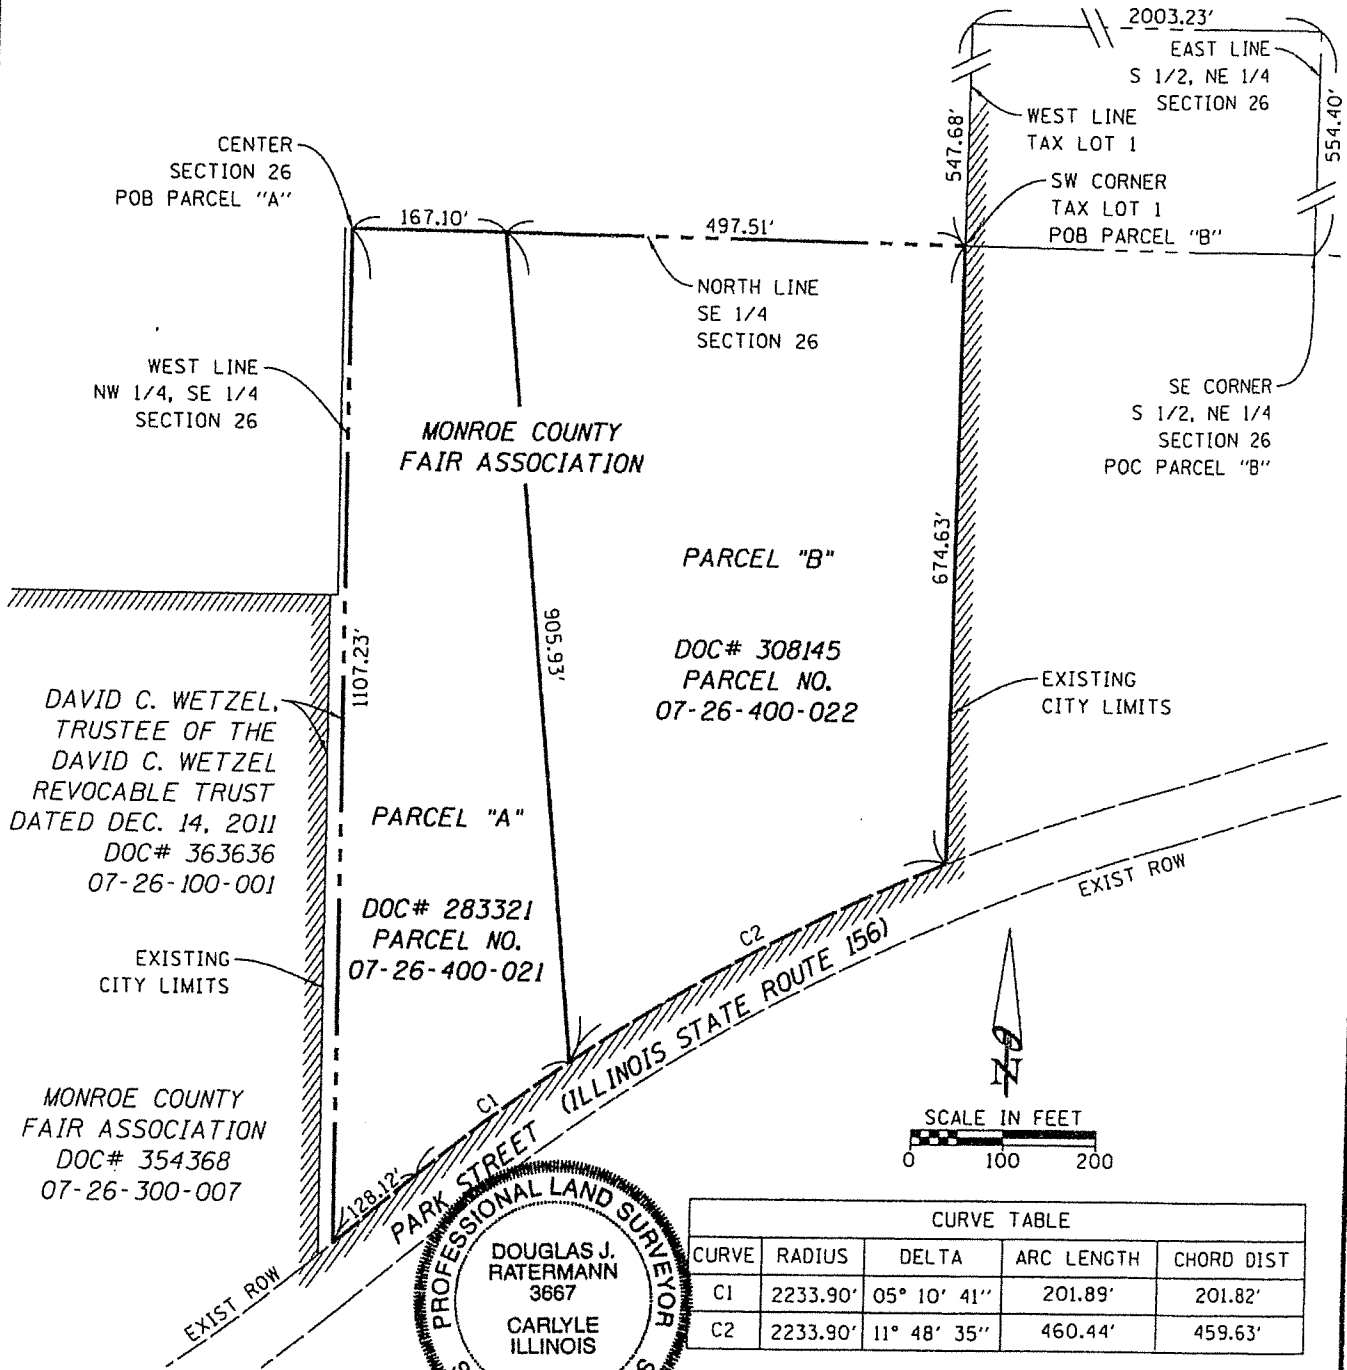 2003.23'
EAST LINE
S 1/2, NE 1/4
SECTION 26
554.40'
WEST LINE
TAX LOT 1
547.68'
CENTER
SECTION 26
POB PARCEL "A"
SW CORNER
TAX LOT 1
POB PARCEL "B"
167.10'
497.51'
NORTH LINE
SE 1/4
SECTION 26
WEST LINE
NW 1/4, SE 1/4
SECTION 26
SE CORNER
S 1/2, NE 1/4
SECTION 26
POC PARCEL "B"
MONROE COUNTY
FAIR ASSOCIATION
674.63'
PARCEL "B"
905.93'
1107.23'
DOC# 308145
PARCEL NO.
07-26-400-022
EXISTING
CITY LIMITS
DAVID C. WETZEL,
TRUSTEE OF THE
DAVID C. WETZEL
REVOCABLE TRUST
DATED DEC. 14, 2011
DOC# 363636
07-26-100-001
PARCEL "A"
DOC# 283321
PARCEL NO.
07-26-400-021
EXIST ROW
C2
EXISTING
CITY LIMITS
C1
PARK STREET (ILLINOIS STATE ROUTE 156)
N
MONROE COUNTY
FAIR ASSOCIATION
DOC# 354368
07-26-300-007
SCALE IN FEET
0 100 200
128.12'
EXIST ROW
PROFESSIONAL LAND SURVEYOR
DOUGLAS J.
RATERMANN
3667
CARLYLE
ILLINOIS
CURVE TABLE
CURVE RADIUS DELTA ARC LENGTH CHORD DIST
C1 2233.90' 05° 10' 41" 201.89' 201.82'
C2 2233.90' 11° 48' 35" 460.44' 459.63'